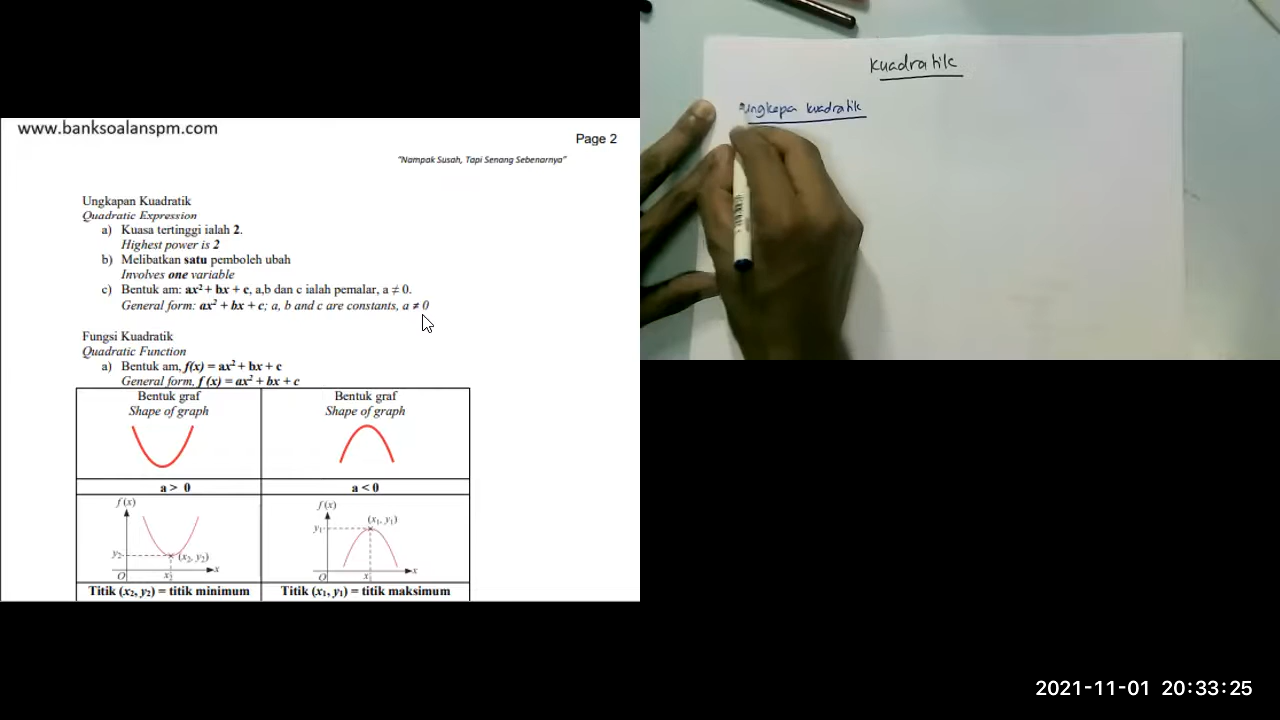 www.banksoalanspm.com
Page 2
"Nampak Susah, Tapi Senang Sebenarnya"
Ungkapan Kuadratik
Quadratic Expression
a) Kuasa tertinggi ialah 2.
Highest power is 2
b) Melibatkan satu pemboleh ubah
Involves one variable
c) Bentuk am: ax² + bx + c, a,b dan c ialah pemalar, a ≠ 0.
General form: ax² + bx + c; a, b and c are constants, a ≠ 0
Fungsi Kuadratik
Quadratic Function
a) Bentuk am, f(x) = ax² + bx + c
General form, f (x) = ax² + bx + c
Bentuk graf
Shape of graph
Bentuk graf
Shape of graph
a > 0
a < 0
f(x)
y₂
(x₂, y₂)
O
x₂
x
f(x)
(x₁, y₁)
y₁
O
x₁
x
Titik (x₂, y₂) = titik minimum
Titik (x₁, y₁) = titik maksimum
Kuadratik
ungkapa kuadratik
2021-11-01 20:33:25